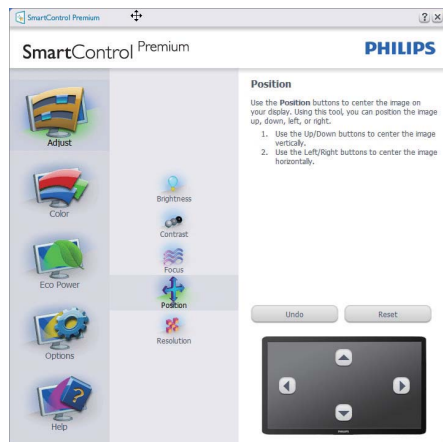 SmartControl Premium
SmartControl Premium
PHILIPS
Adjust
Color
Eco Power
Options
Help
Brightness
Contrast
Focus
Position
Resolution
Position
Use the Position buttons to center the image on
your display. Using this tool, you can position the image
up, down, left, or right.
1. Use the Up/Down buttons to center the image
vertically.
2. Use the Left/Right buttons to center the image
horizontally.
Undo
Reset
PHILIPS